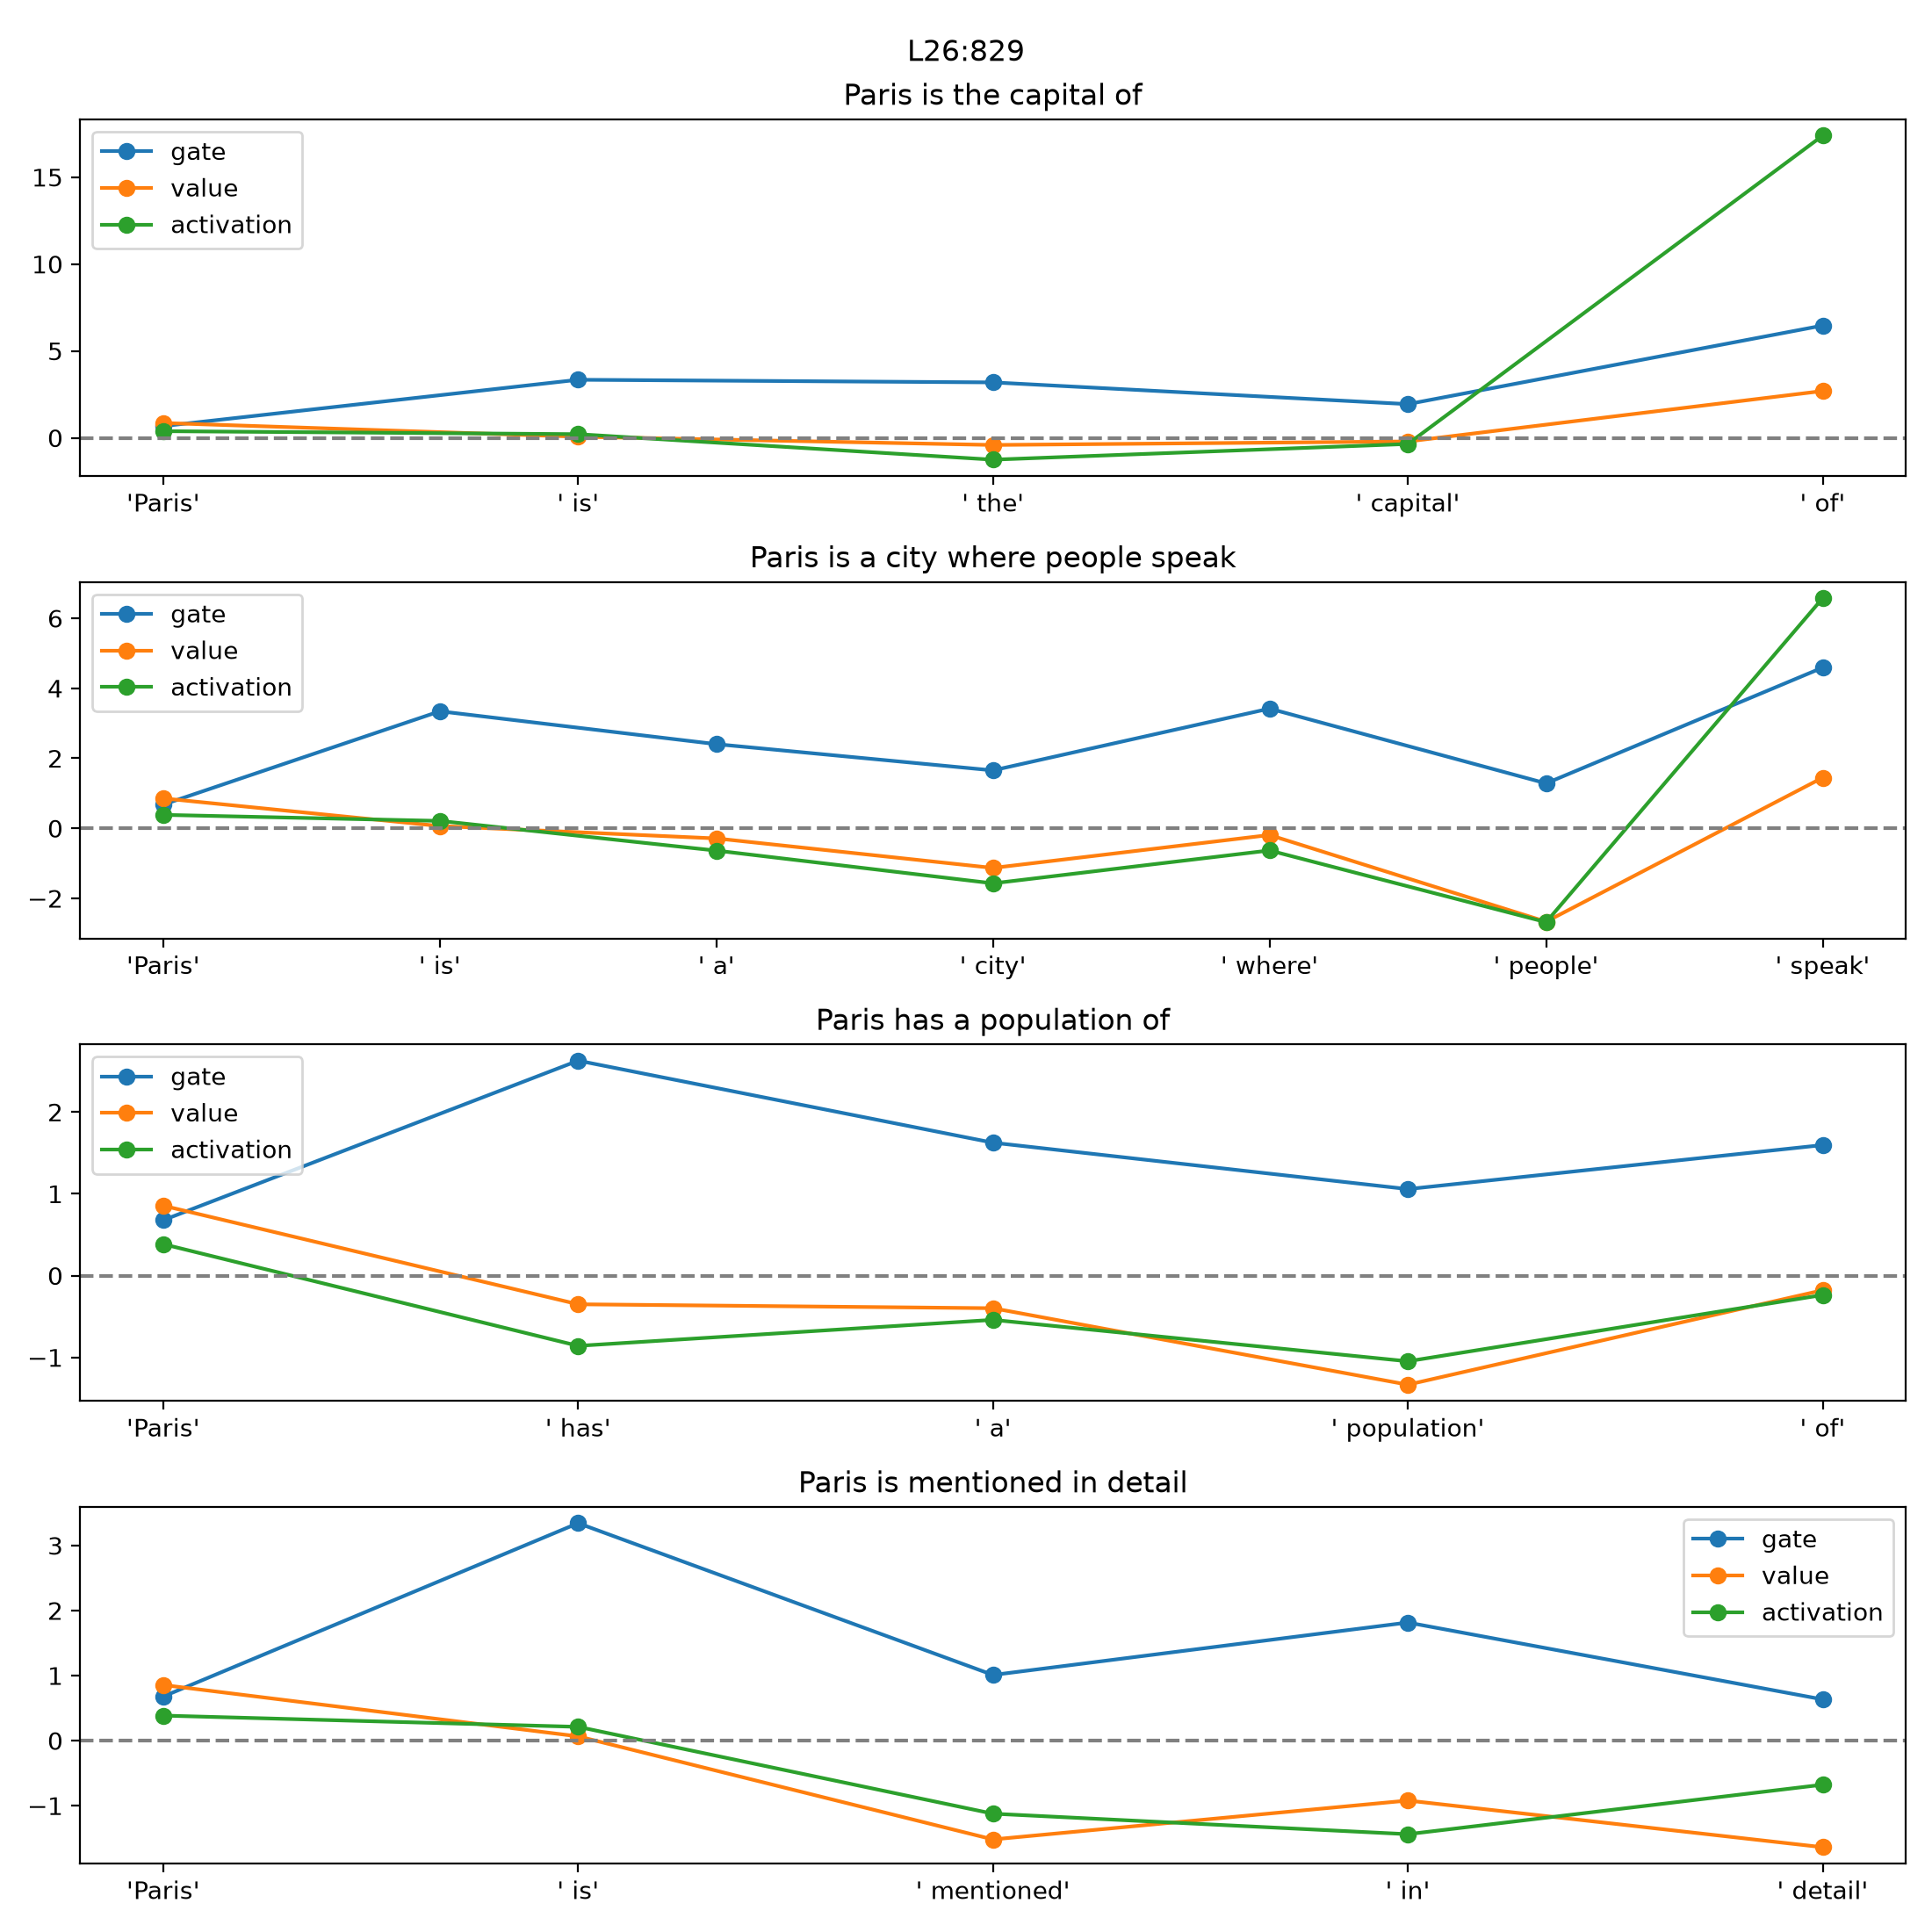 L26:829
Paris is the capital of
gate
value
activation
15
10
5
0
'Paris' ' is' ' the' ' capital' ' of'
Paris is a city where people speak
gate
value
activation
6
4
2
0
−2
'Paris' ' is' ' a' ' city' ' where' ' people' ' speak'
Paris has a population of
gate
value
activation
2
1
0
−1
'Paris' ' has' ' a' ' population' ' of'
Paris is mentioned in detail
gate
value
activation
3
2
1
0
−1
'Paris' ' is' ' mentioned' ' in' ' detail'